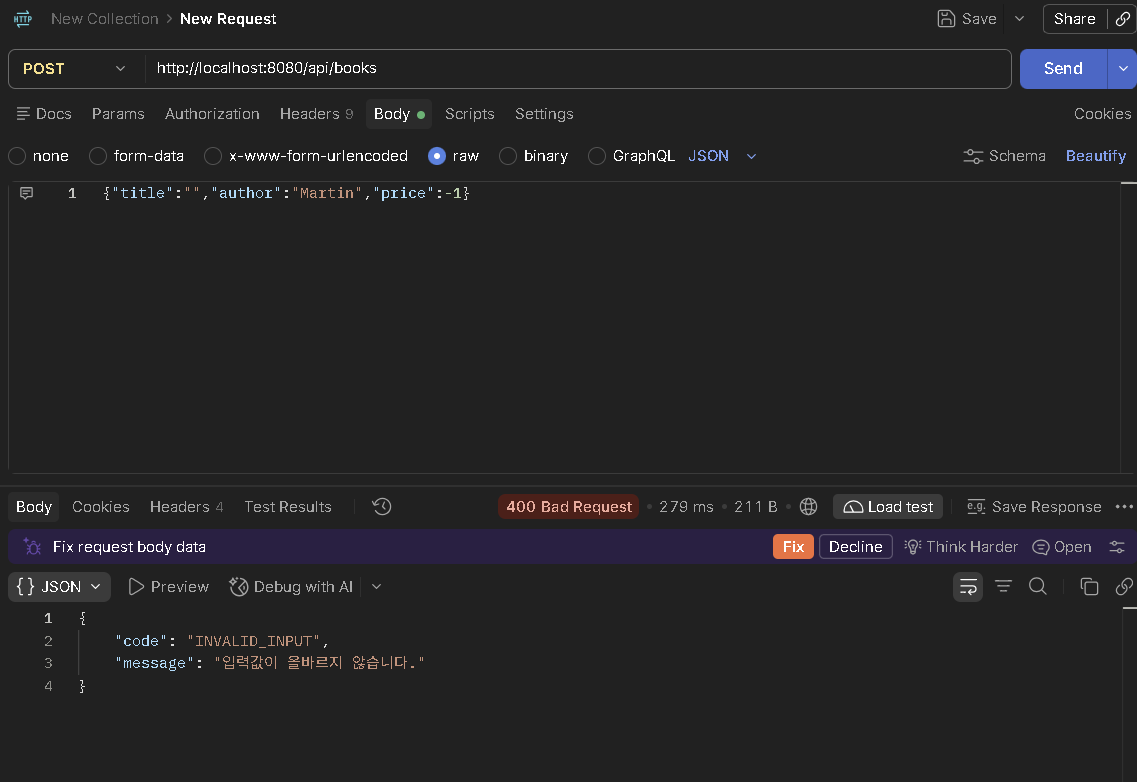 HTTP New Collection > New Request Save Share
POST http://localhost:8080/api/books Send
Docs Params Authorization Headers 9 Body Scripts Settings Cookies
none form-data x-www-form-urlencoded raw binary GraphQL JSON Schema Beautify
1 {"title":"","author":"Martin","price":-1}
Body Cookies Headers 4 Test Results 400 Bad Request • 279 ms • 211 B • e.g. Load test Save Response
Fix request body data Fix Decline Think Harder Open
{} JSON Preview Debug with AI
1 {
2 "code": "INVALID_INPUT",
3 "message": "입력값이 올바르지 않습니다."
4 }